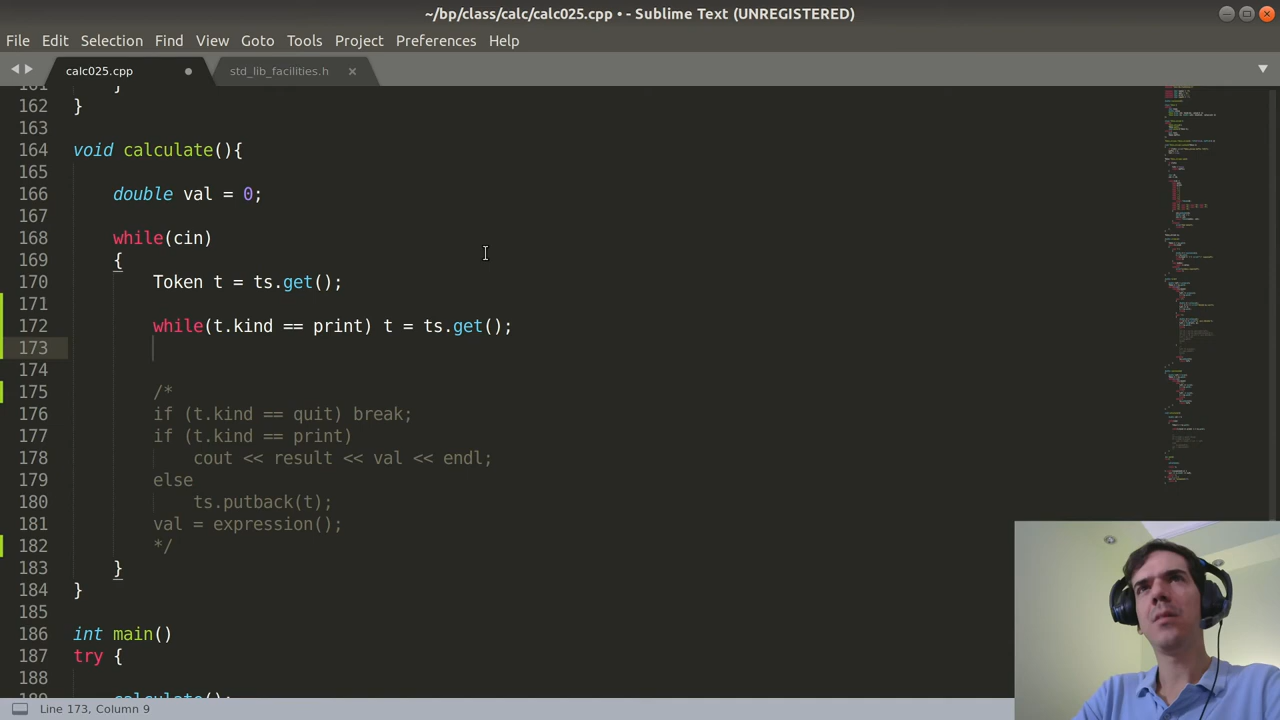 ~/bp/class/calc/calc025.cpp • - Sublime Text (UNREGISTERED)
File Edit Selection Find View Goto Tools Project Preferences Help
calc025.cpp std_lib_facilities.h
161 }
162 }
163
164 void calculate(){
165
166 double val = 0;
167
168 while(cin)
169 {
170 Token t = ts.get();
171
172 while(t.kind == print) t = ts.get();
173
174
175 /*
176 if (t.kind == quit) break;
177 if (t.kind == print)
178 cout << result << val << endl;
179 else
180 ts.putback(t);
181 val = expression();
182 */
183 }
184 }
185
186 int main()
187 try {
188
189 calculate();
Line 173, Column 9